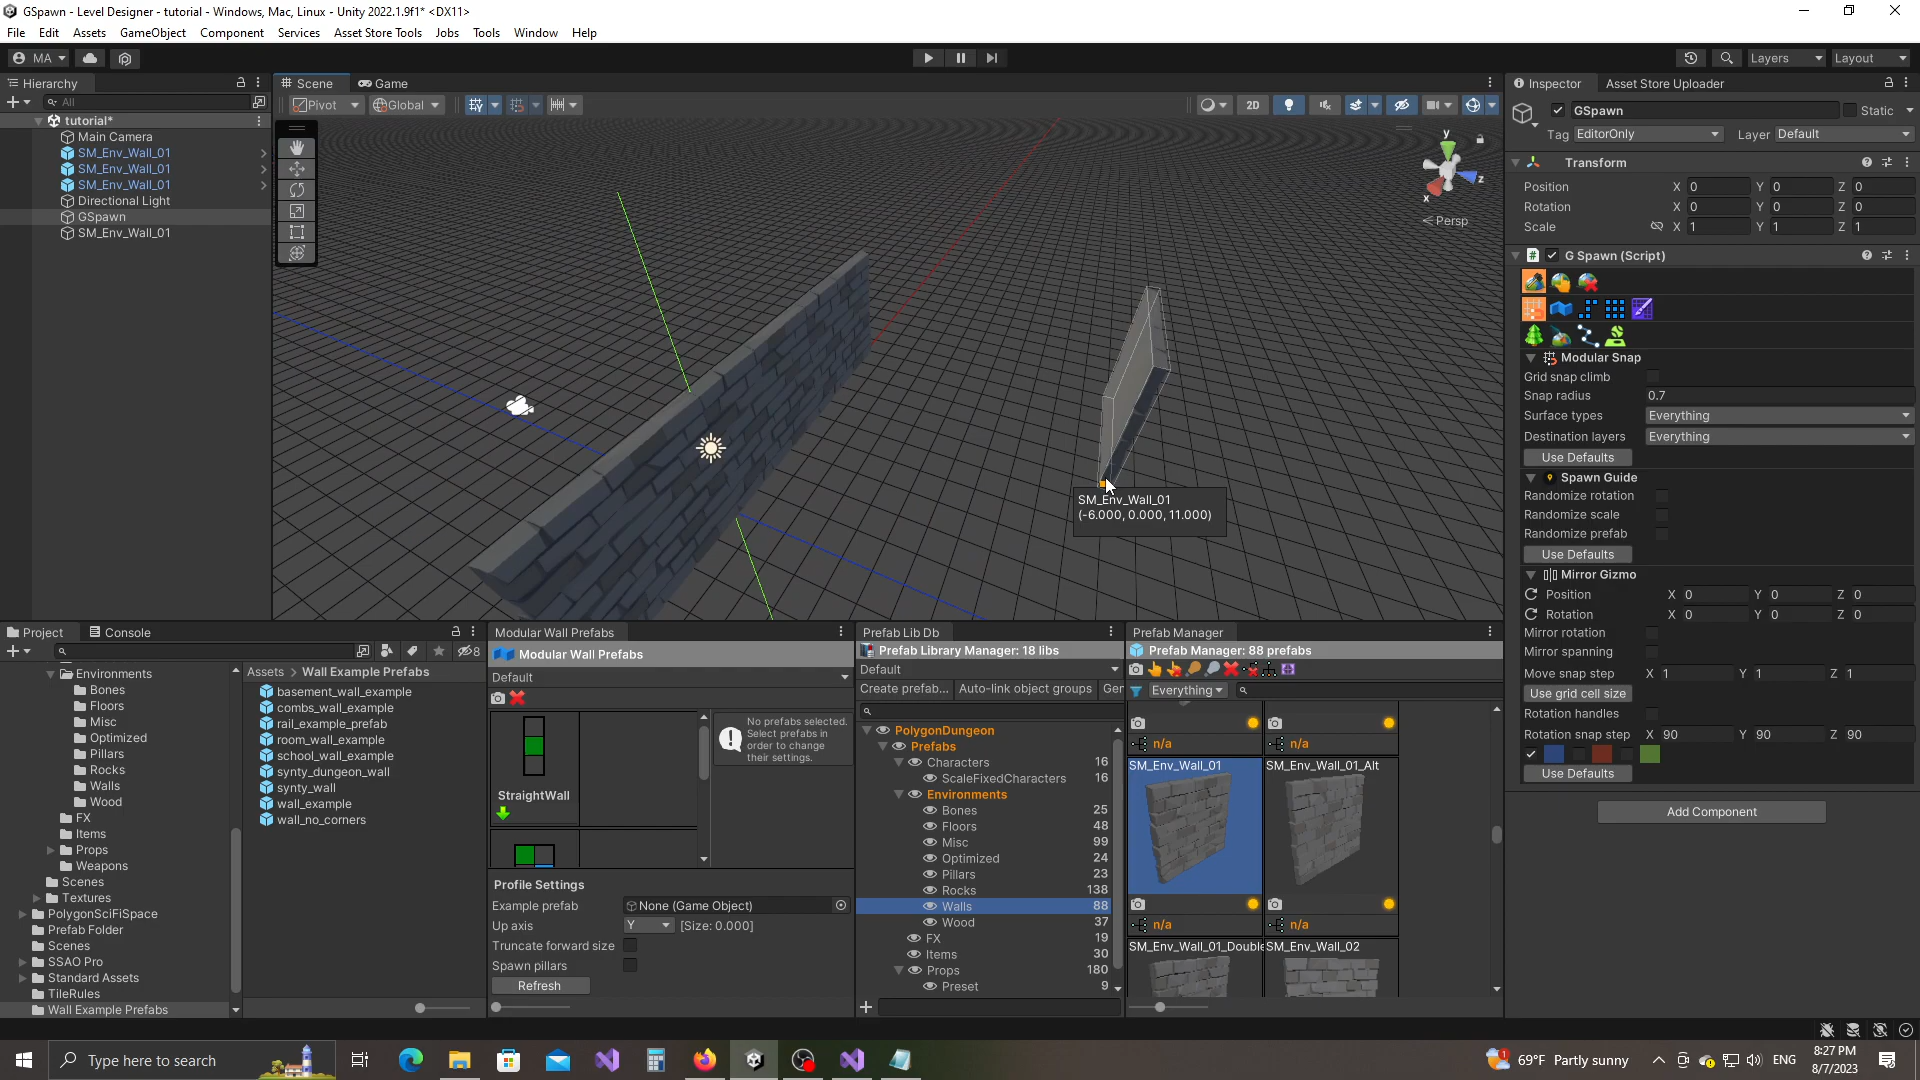 GSpawn - Level Designer - tutorial - Windows, Mac, Linux - Unity 2022.1.9f1* <DX11>
File Edit Assets GameObject Component Services Asset Store Tools Jobs Tools Window Help
MA Layers Layout
Hierarchy
All
tutorial*
Main Camera
SM_Env_Wall_01
SM_Env_Wall_01
SM_Env_Wall_01
Directional Light
GSpawn
SM_Env_Wall_01
Scene Game
Pivot Global 2D
y
z
x
< Persp
SM_Env_Wall_01
(-6.000, 0.000, 11.000)
Inspector Asset Store Uploader
GSpawn Static
Tag EditorOnly Layer Default
Transform
Position X 0 Y 0 Z 0
Rotation X 0 Y 0 Z 0
Scale X 1 Y 1 Z 1
G Spawn (Script)
Modular Snap
Grid snap climb
Snap radius 0.7
Surface types Everything
Destination layers Everything
Use Defaults
Spawn Guide
Randomize rotation
Randomize scale
Randomize prefab
Use Defaults
Mirror Gizmo
Position X 0 Y 0 Z 0
Rotation X 0 Y 0 Z 0
Mirror rotation
Mirror spanning
Move snap step X 1 Y 1 Z 1
Use grid cell size
Rotation handles
Rotation snap step X 90 Y 90 Z 90
Use Defaults
Add Component
Project Console
8
Environments
Bones
Floors
Misc
Optimized
Pillars
Rocks
Walls
Wood
FX
Items
Props
Weapons
Scenes
Textures
PolygonSciFiSpace
Prefab Folder
Scenes
SSAO Pro
Standard Assets
TileRules
Wall Example Prefabs
Assets > Wall Example Prefabs
basement_wall_example
combs_wall_example
rail_example_prefab
room_wall_example
school_wall_example
synty_dungeon_wall
synty_wall
wall_example
wall_no_corners
Modular Wall Prefabs
Modular Wall Prefabs
Default
StraightWall
No prefabs selected.
Select prefabs in
order to change
their settings.
Profile Settings
Example prefab None (Game Object)
Up axis Y [Size: 0.000]
Truncate forward size
Spawn pillars
Refresh
Prefab Lib Db
Prefab Library Manager: 18 libs
Default
Create prefab... Auto-link object groups Ger
PolygonDungeon
Prefabs
Characters 16
ScaleFixedCharacters 16
Environments
Bones 25
Floors 48
Misc 99
Optimized 24
Pillars 23
Rocks 138
Walls 88
Wood 37
FX 19
Items 30
Props 180
Preset 9
Prefab Manager
Prefab Manager: 88 prefabs
Everything
n/a n/a
SM_Env_Wall_01 SM_Env_Wall_01_Alt
n/a n/a
SM_Env_Wall_01_Double SM_Env_Wall_02
Type here to search
1 69°F Partly sunny ENG
8:27 PM
8/7/2023